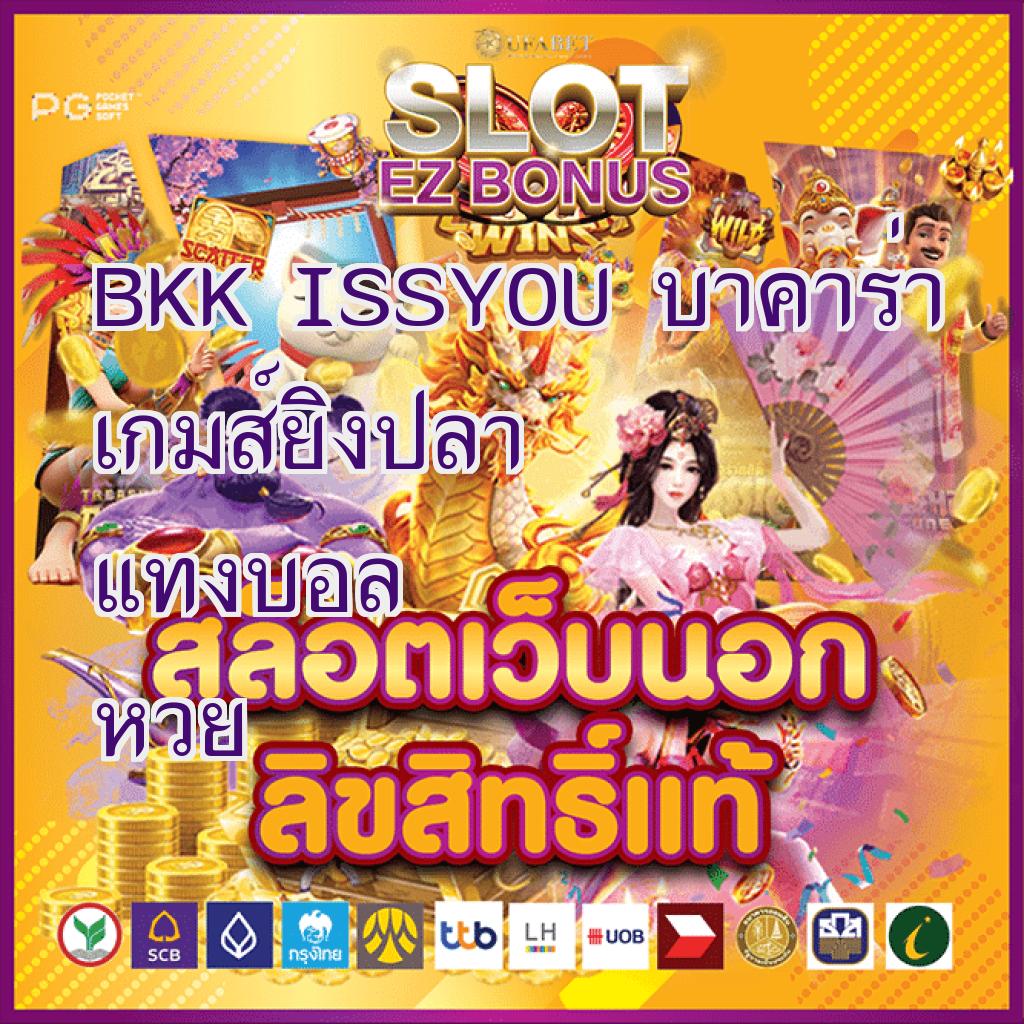 UFABET
PG POCKET GAMES SOFT
SLOT
EZ BONUS
WINS
SCATTER
WILD
BKK ISSYOU บาคาร่า
เกมส์ยิงปลา
แทงบอล
สล็อตเว็บนอก
หวย
ลิขสิทธิ์แท้
SCB
กรุงไทย
ttb
LH
UOB